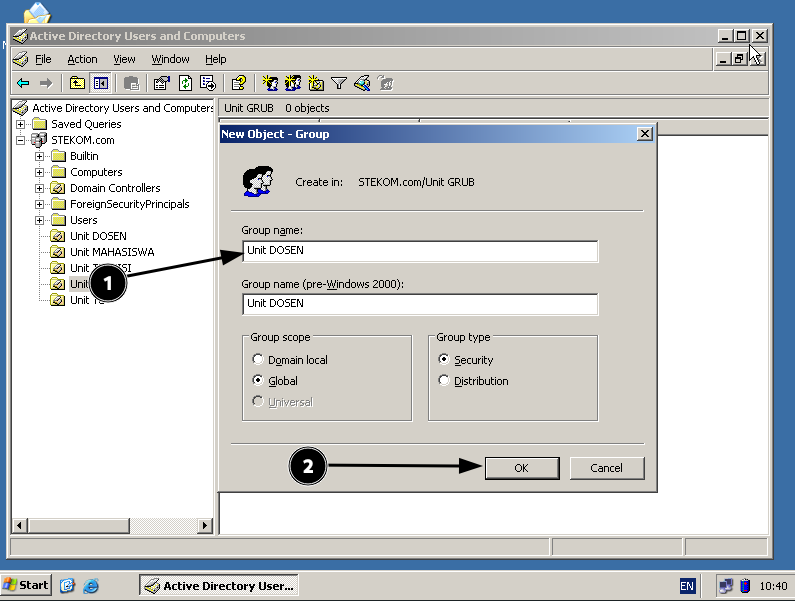 Active Directory Users and Computers
File Action View Window Help
Active Directory Users and Computers
Unit GRUB 0 objects
Saved Queries
STEKOM.com
Builtin
Computers
Domain Controllers
ForeignSecurityPrincipals
Users
Unit DOSEN
Unit MAHASISWA
Unit
Unit
Unit
New Object - Group
Create in: STEKOM.com/Unit GRUB
Group name:
Unit DOSEN
1
Group name (pre-Windows 2000):
Unit DOSEN
Group scope
Domain local
Global
Universal
Group type
Security
Distribution
2
OK Cancel
Start
Active Directory User...
EN
10:40